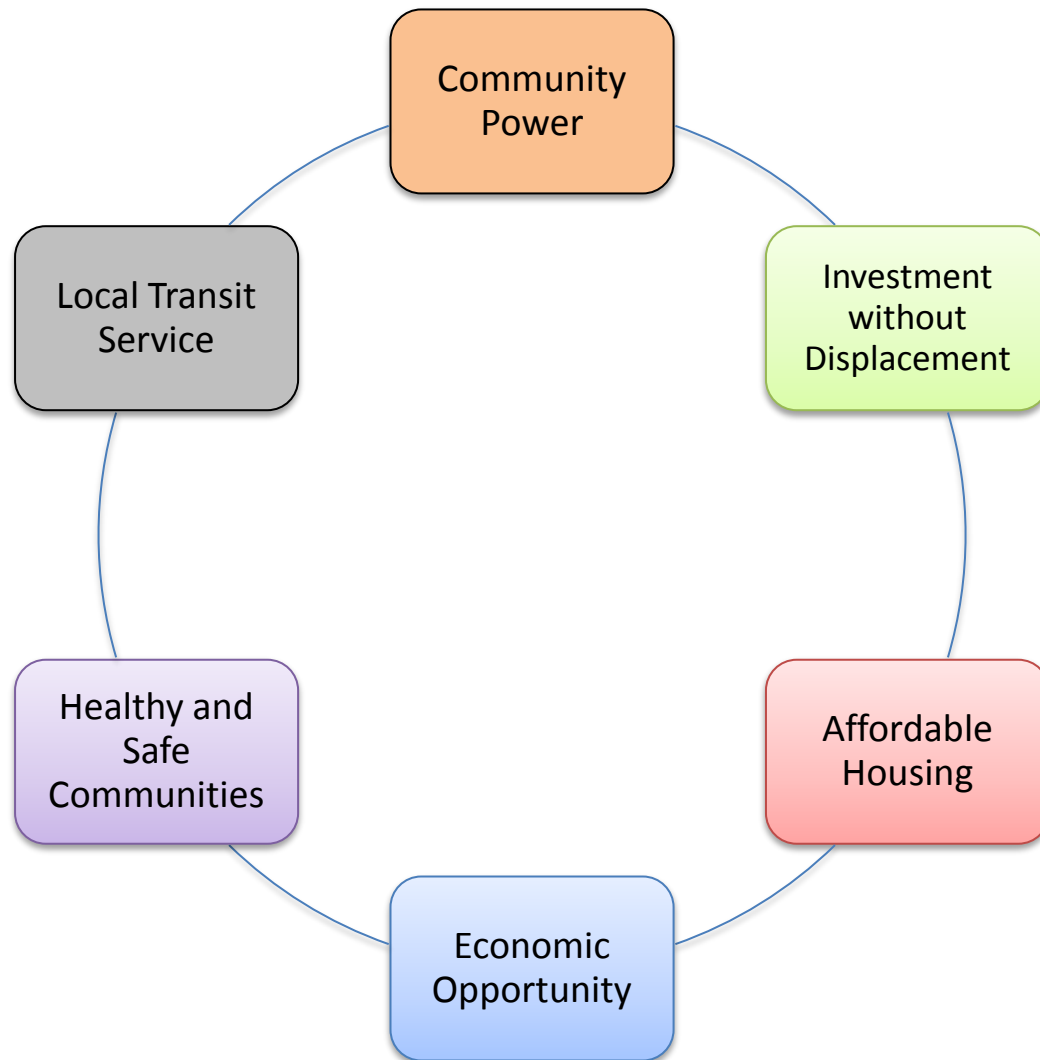 Community
Power
Local Transit
Service
Investment
without
Displacement
Healthy and
Safe
Communities
Affordable
Housing
Economic
Opportunity